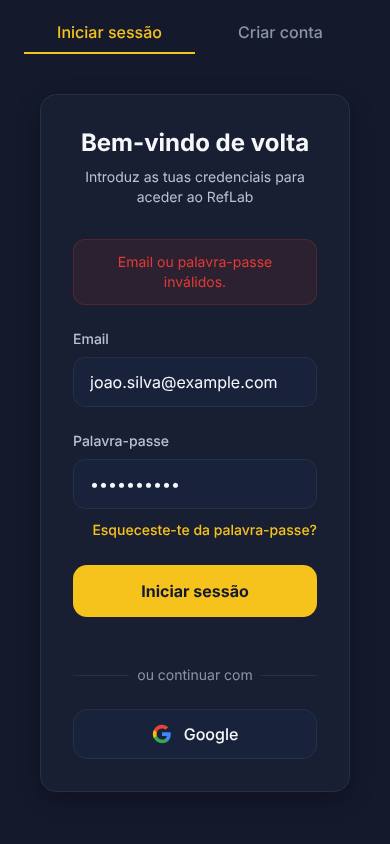 Iniciar sessão
Criar conta
Bem-vindo de volta
Introduz as tuas credenciais para
aceder ao RefLab
Email ou palavra-passe
inválidos.
Email
joao.silva@example.com
Palavra-passe
••••••••••
Esqueceste-te da palavra-passe?
Iniciar sessão
ou continuar com
Google